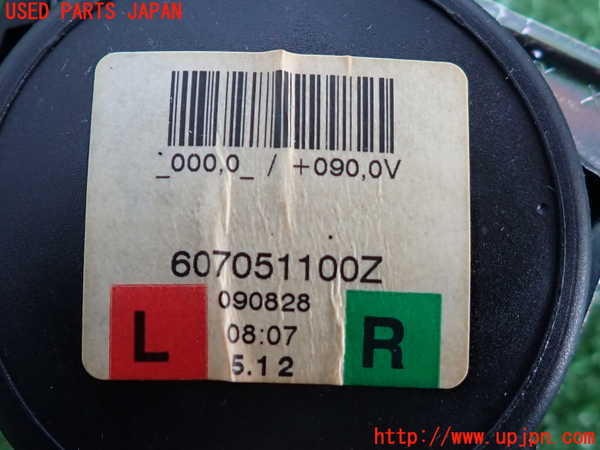 USED PARTS JAPAN
_000,0_ / +090,0V
607051100Z
090828
L
08:07
R
5.12
http://www.upjpn.com